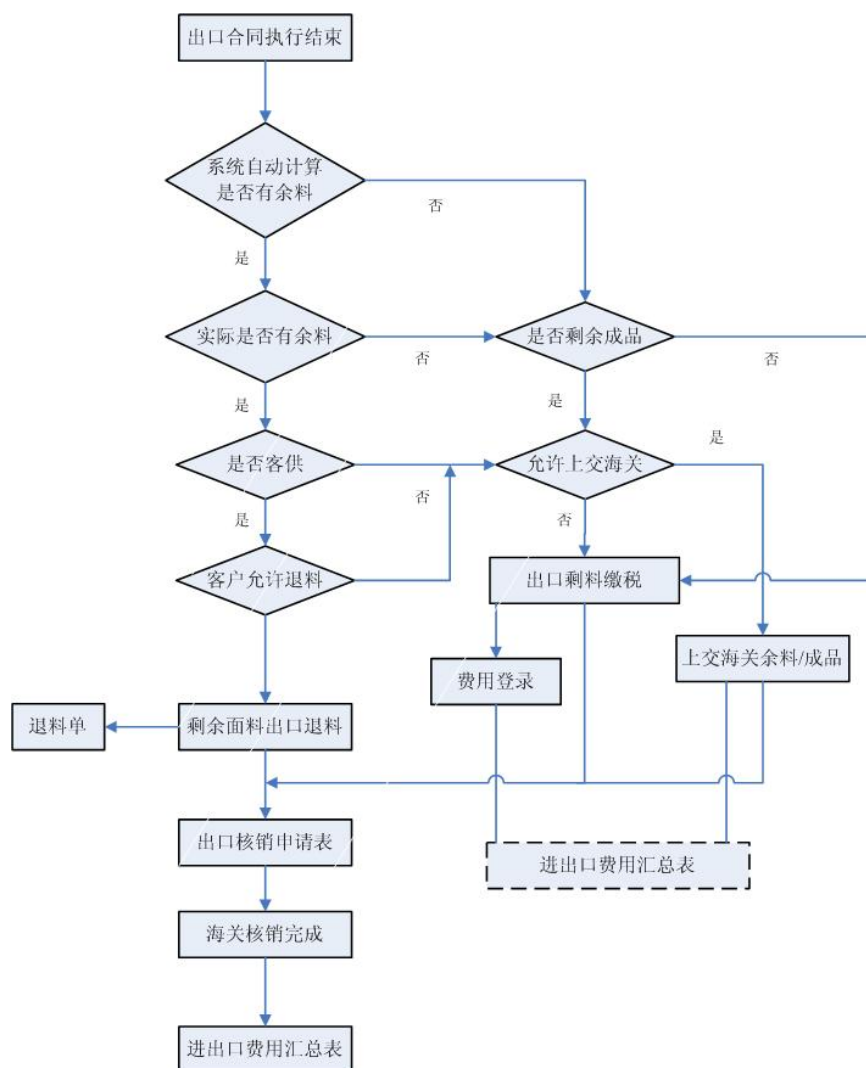 出口合同执行结束
系统自动计算
是否有余料
否
是
实际是否有余料
是否剩余成品
否
否
是
是
是
是否客供
允许上交海关
否
是
否
客户允许退料
出口剩料缴税
上交海关余料/成品
费用登录
退料单
剩余面料出口退料
出口核销申请表
进出口费用汇总表
海关核销完成
进出口费用汇总表